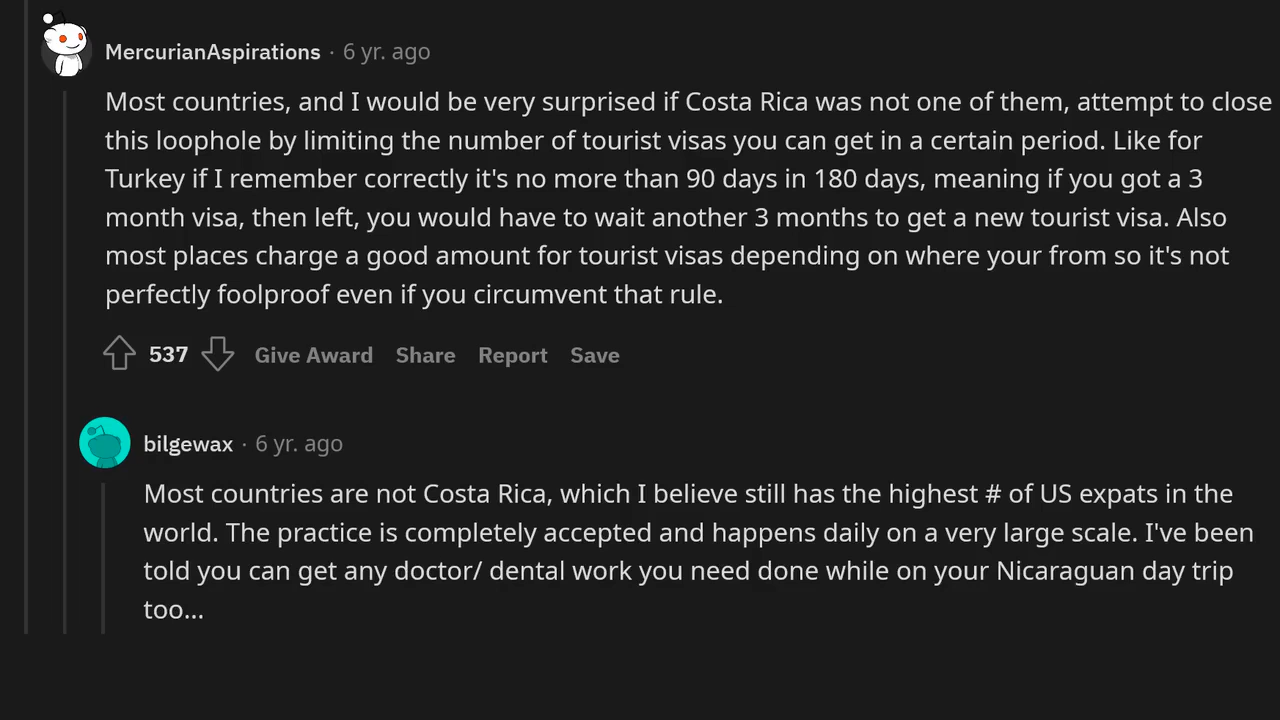 MercurianAspirations · 6 yr. ago
Most countries, and I would be very surprised if Costa Rica was not one of them, attempt to close
this loophole by limiting the number of tourist visas you can get in a certain period. Like for
Turkey if I remember correctly it's no more than 90 days in 180 days, meaning if you got a 3
month visa, then left, you would have to wait another 3 months to get a new tourist visa. Also
most places charge a good amount for tourist visas depending on where your from so it's not
perfectly foolproof even if you circumvent that rule.
537 Give Award Share Report Save
bilgewax · 6 yr. ago
Most countries are not Costa Rica, which I believe still has the highest # of US expats in the
world. The practice is completely accepted and happens daily on a very large scale. I've been
told you can get any doctor/ dental work you need done while on your Nicaraguan day trip
too...